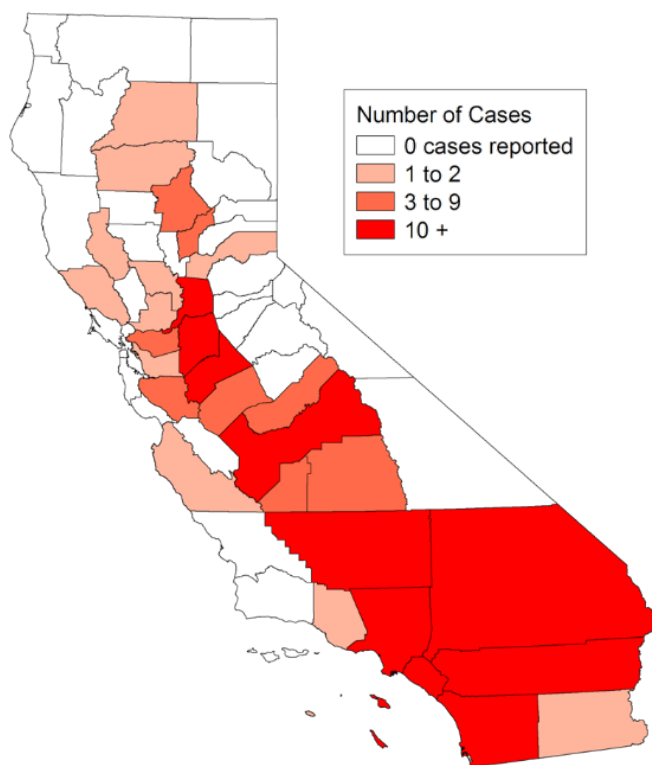 Number of Cases
0 cases reported
1 to 2
3 to 9
10 +